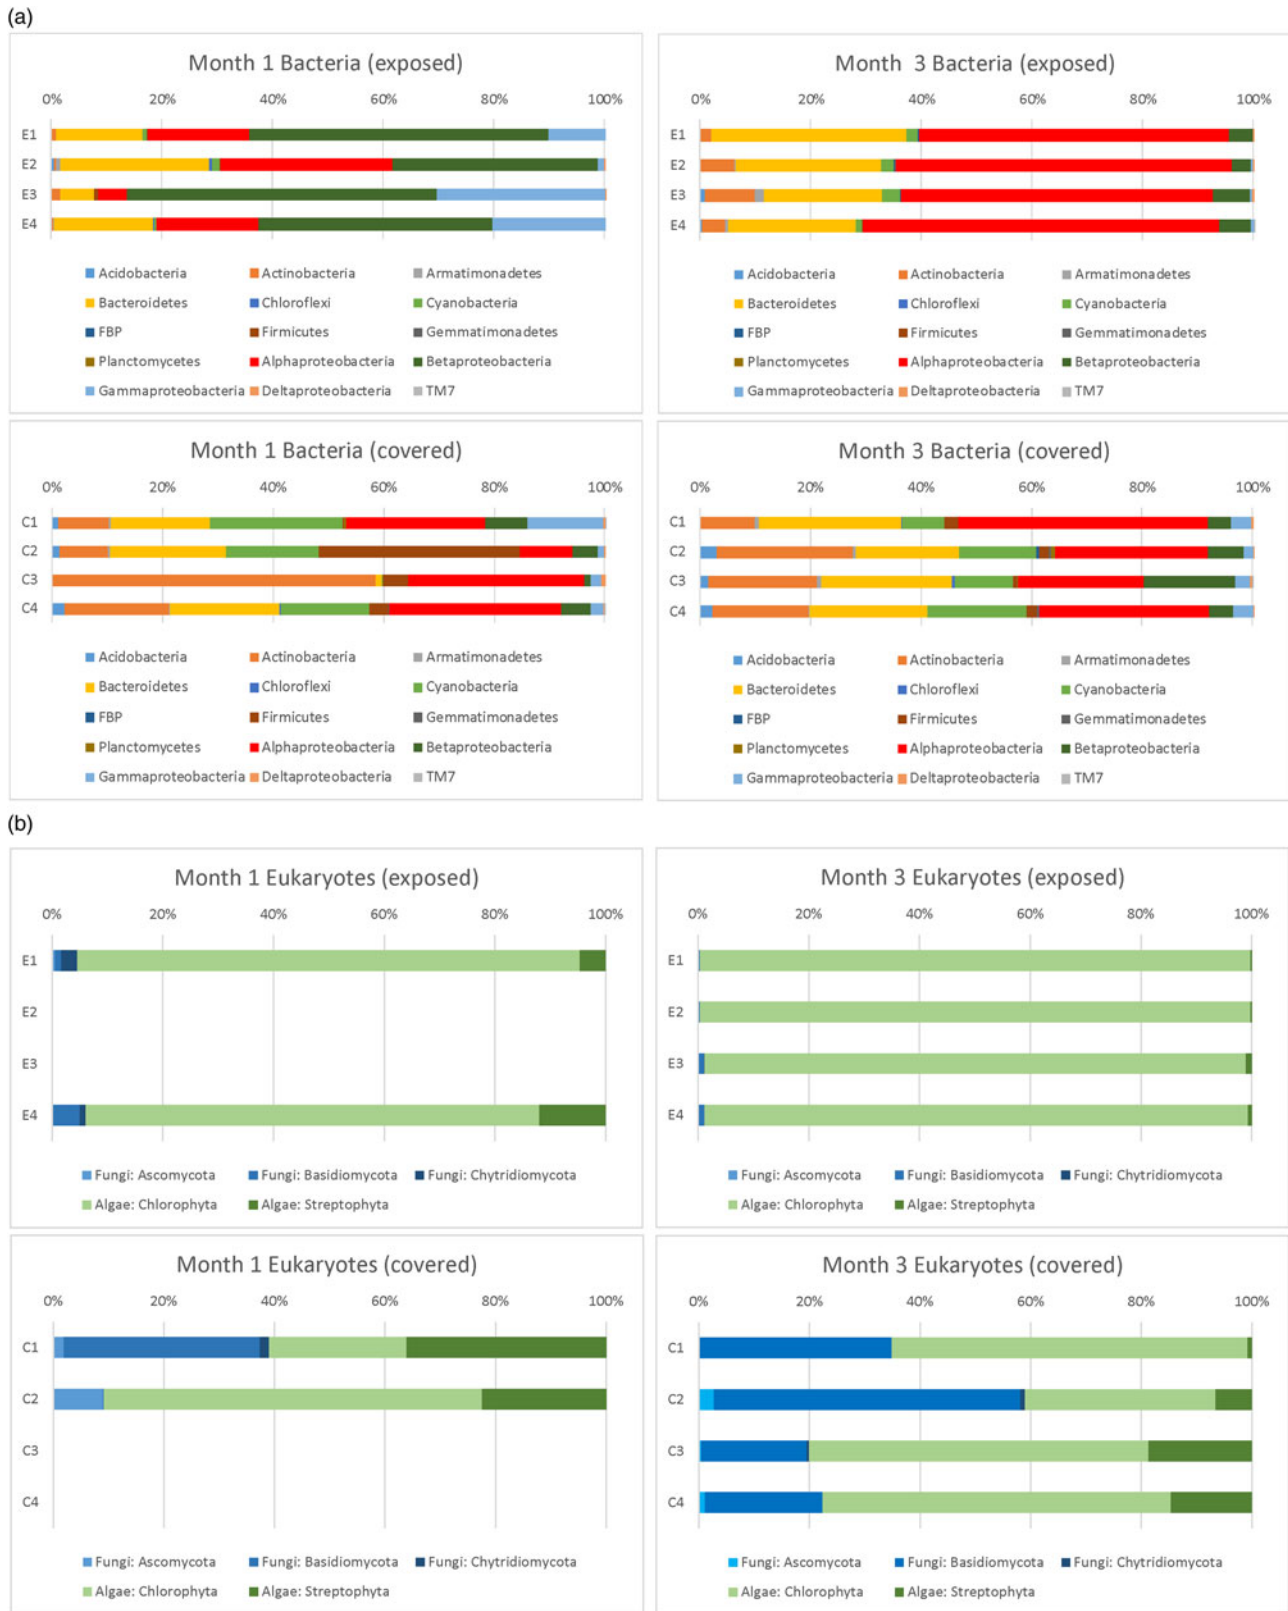 (a)
Month 1 Bacteria (exposed)
0% 20% 40% 60% 80% 100%
E1
E2
E3
E4
Acidobacteria Actinobacteria Armatimonadetes
Bacteroidetes Chloroflexi Cyanobacteria
FBP Firmicutes Gemmatimonadetes
Planctomycetes Alphaproteobacteria Betaproteobacteria
Gammaproteobacteria Deltaproteobacteria TM7
Month 3 Bacteria (exposed)
0% 20% 40% 60% 80% 100%
E1
E2
E3
E4
Acidobacteria Actinobacteria Armatimonadetes
Bacteroidetes Chloroflexi Cyanobacteria
FBP Firmicutes Gemmatimonadetes
Planctomycetes Alphaproteobacteria Betaproteobacteria
Gammaproteobacteria Deltaproteobacteria TM7
Month 1 Bacteria (covered)
0% 20% 40% 60% 80% 100%
C1
C2
C3
C4
Acidobacteria Actinobacteria Armatimonadetes
Bacteroidetes Chloroflexi Cyanobacteria
FBP Firmicutes Gemmatimonadetes
Planctomycetes Alphaproteobacteria Betaproteobacteria
Gammaproteobacteria Deltaproteobacteria TM7
Month 3 Bacteria (covered)
0% 20% 40% 60% 80% 100%
C1
C2
C3
C4
Acidobacteria Actinobacteria Armatimonadetes
Bacteroidetes Chloroflexi Cyanobacteria
FBP Firmicutes Gemmatimonadetes
Planctomycetes Alphaproteobacteria Betaproteobacteria
Gammaproteobacteria Deltaproteobacteria TM7
(b)
Month 1 Eukaryotes (exposed)
0% 20% 40% 60% 80% 100%
E1
E2
E3
E4
Fungi: Ascomycota Fungi: Basidiomycota Fungi: Chytridiomycota
Algae: Chlorophyta Algae: Streptophyta
Month 3 Eukaryotes (exposed)
0% 20% 40% 60% 80% 100%
E1
E2
E3
E4
Fungi: Ascomycota Fungi: Basidiomycota Fungi: Chytridiomycota
Algae: Chlorophyta Algae: Streptophyta
Month 1 Eukaryotes (covered)
0% 20% 40% 60% 80% 100%
C1
C2
C3
C4
Fungi: Ascomycota Fungi: Basidiomycota Fungi: Chytridiomycota
Algae: Chlorophyta Algae: Streptophyta
Month 3 Eukaryotes (covered)
0% 20% 40% 60% 80% 100%
C1
C2
C3
C4
Fungi: Ascomycota Fungi: Basidiomycota Fungi: Chytridiomycota
Algae: Chlorophyta Algae: Streptophyta